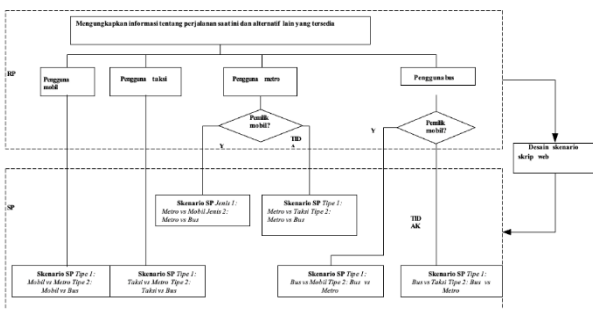 Mengungkapkan informasi tentang perjalanan saat ini dan alternatif lain yang tersedia
RP
Pengguna
mobil
Pengguna taksi
Pengguna metro
Pengguna bus
Pemilik
mobil?
Pemilik
mobil?
Y
TID
A
Y
Desain skenario
skrip web
SP
Skenario SP Jenis 1:
Metro vs Mobil Jenis 2:
Metro vs Bus
Skenario SP Tipe 1:
Metro vs Taksi Tipe 2:
Metro vs Bus
TID
AK
Skenario SP Tipe 1:
Mobil vs Metro Tipe 2:
Mobil vs Bus
Skenario SP Tipe 1:
Taksi vs Metro Tipe 2:
Taksi vs Bus
Skenario SP Tipe 1:
Bus vs Mobil Tipe 2: Bus vs
Metro
Skenario SP Tipe 1:
Bus vs Taksi Tipe 2: Bus vs
Metro